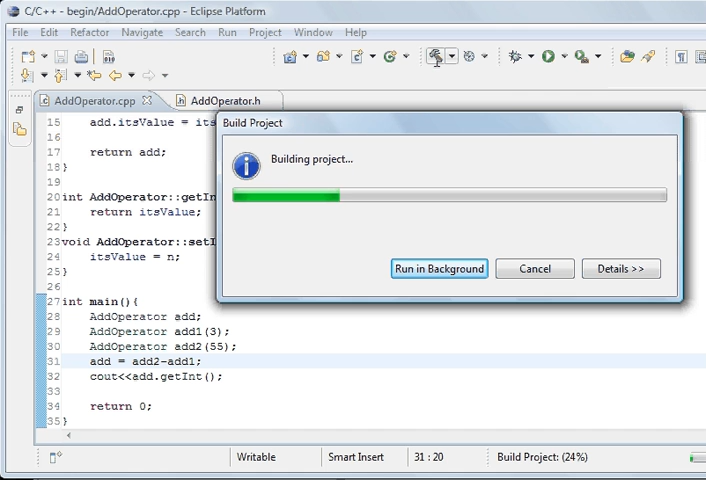 C/C++ - begin/AddOperator.cpp - Eclipse Platform
File Edit Refactor Navigate Search Run Project Window Help
AddOperator.cpp AddOperator.h
Build Project
Building project...
Run in Background Cancel Details >>
15 add.itsValue = its
16
17 return add;
18 }
20 int AddOperator::getIn
21 return itsValue;
22 }
23 void AddOperator::setI
24 itsValue = n;
25 }
26
27 int main(){
28 AddOperator add;
29 AddOperator add1(3);
30 AddOperator add2(55);
31 add = add2-add1;
32 cout<<add.getInt();
33
34 return 0;
35 }
Writable Smart Insert 31 : 20 Build Project: (24%)